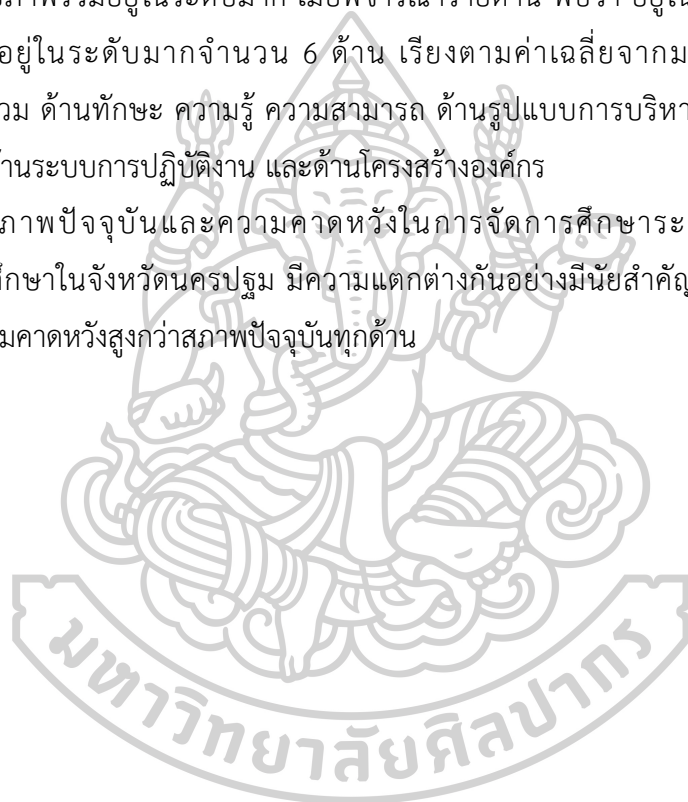 ภาพรวมอยู่ในระดับมาก เมื่อพิจารณารายด้าน พบว่า อยู่ใน
อยู่ในระดับมากจำนวน 6 ด้าน เรียงตามค่าเฉลี่ยจากม
วม ด้านทักษะ ความรู้ ความสามารถ ด้านรูปแบบการบริหา
้านระบบการปฏิบัติงาน และด้านโครงสร้างองค์กร
ภาพปัจจุบันและความคาดหวังในการจัดการศึกษาระ
ึกษาในจังหวัดนครปฐม มีความแตกต่างกันอย่างมีนัยสำคัญ
มคาดหวังสูงกว่าสภาพปัจจุบันทุกด้าน
มหาวิทยาลัยศิลปากร